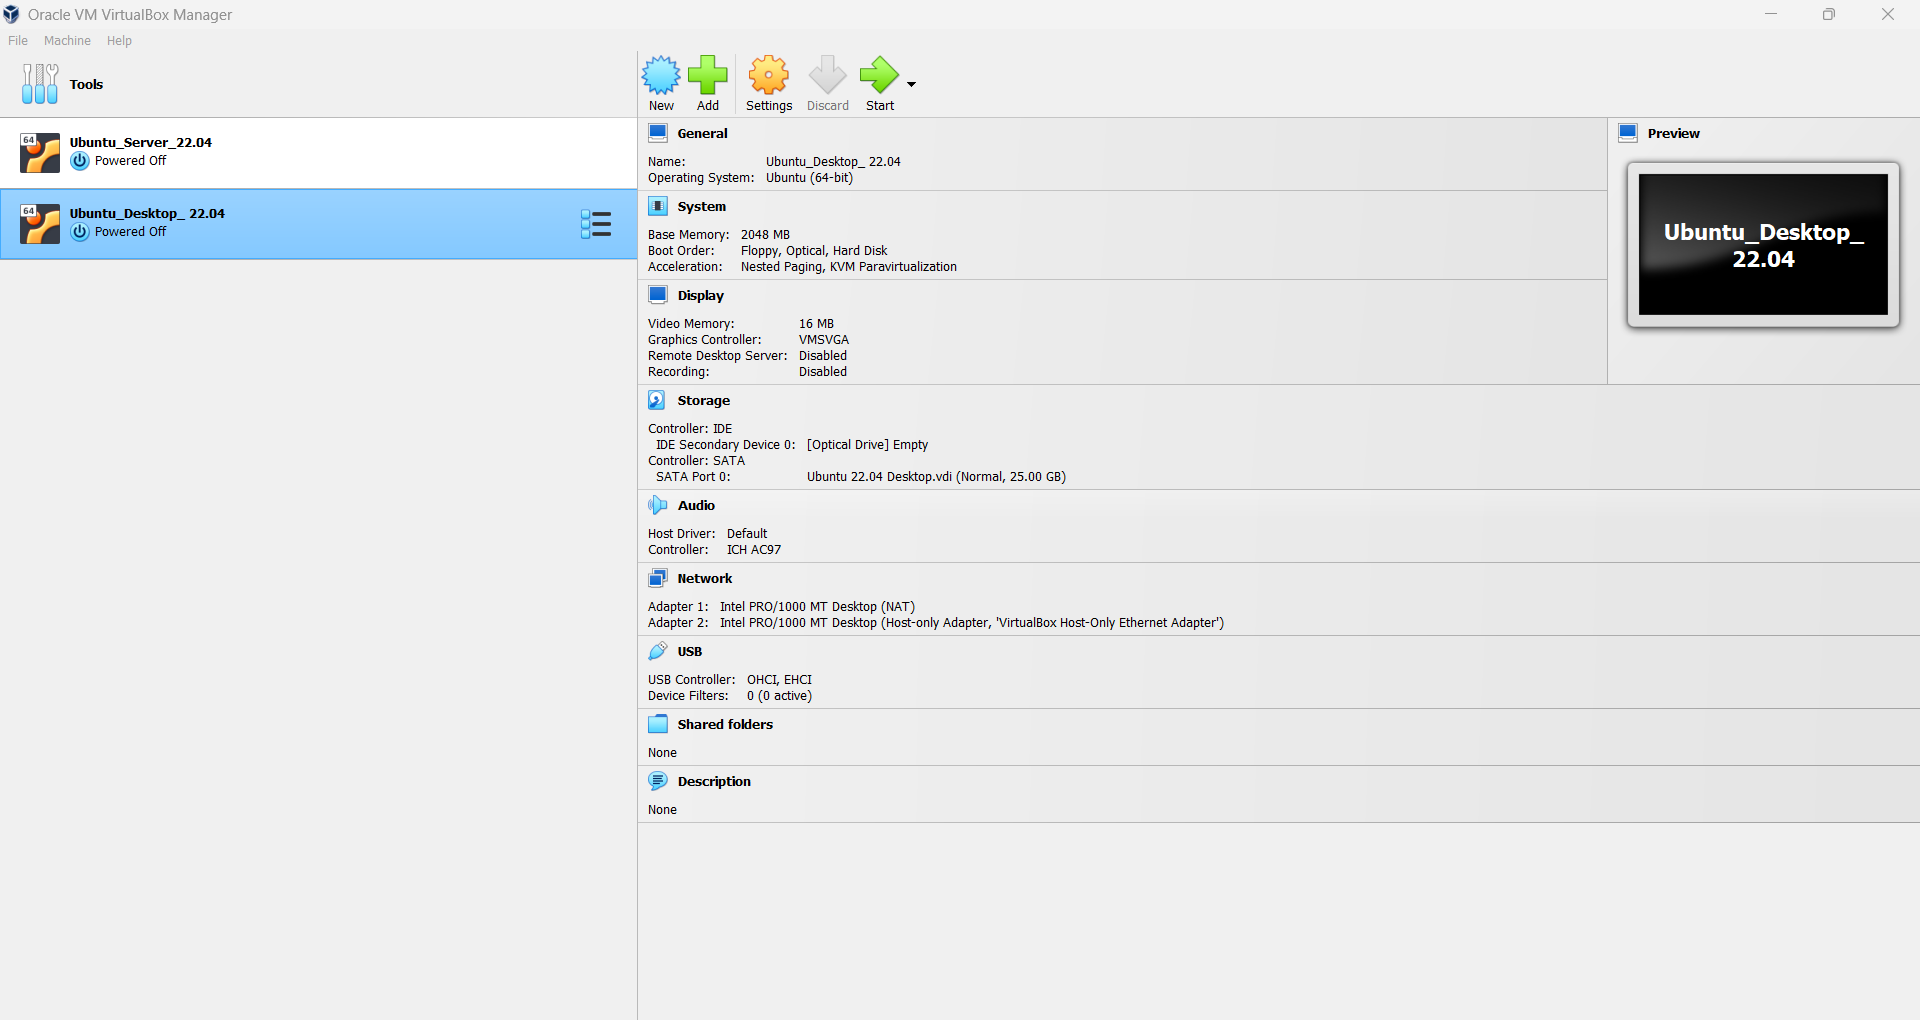 Oracle VM VirtualBox Manager
File Machine Help
Tools
64
Ubuntu_Server_22.04
Powered Off
64
Ubuntu_Desktop_ 22.04
Powered Off
New Add Settings Discard Start
General
Name: Ubuntu_Desktop_ 22.04
Operating System: Ubuntu (64-bit)
System
Base Memory: 2048 MB
Boot Order: Floppy, Optical, Hard Disk
Acceleration: Nested Paging, KVM Paravirtualization
Display
Video Memory: 16 MB
Graphics Controller: VMSVGA
Remote Desktop Server: Disabled
Recording: Disabled
Preview
Ubuntu_Desktop_
22.04
Storage
Controller: IDE
IDE Secondary Device 0: [Optical Drive] Empty
Controller: SATA
SATA Port 0: Ubuntu 22.04 Desktop.vdi (Normal, 25.00 GB)
Audio
Host Driver: Default
Controller: ICH AC97
Network
Adapter 1: Intel PRO/1000 MT Desktop (NAT)
Adapter 2: Intel PRO/1000 MT Desktop (Host-only Adapter, 'VirtualBox Host-Only Ethernet Adapter')
USB
USB Controller: OHCI, EHCI
Device Filters: 0 (0 active)
Shared folders
None
Description
None